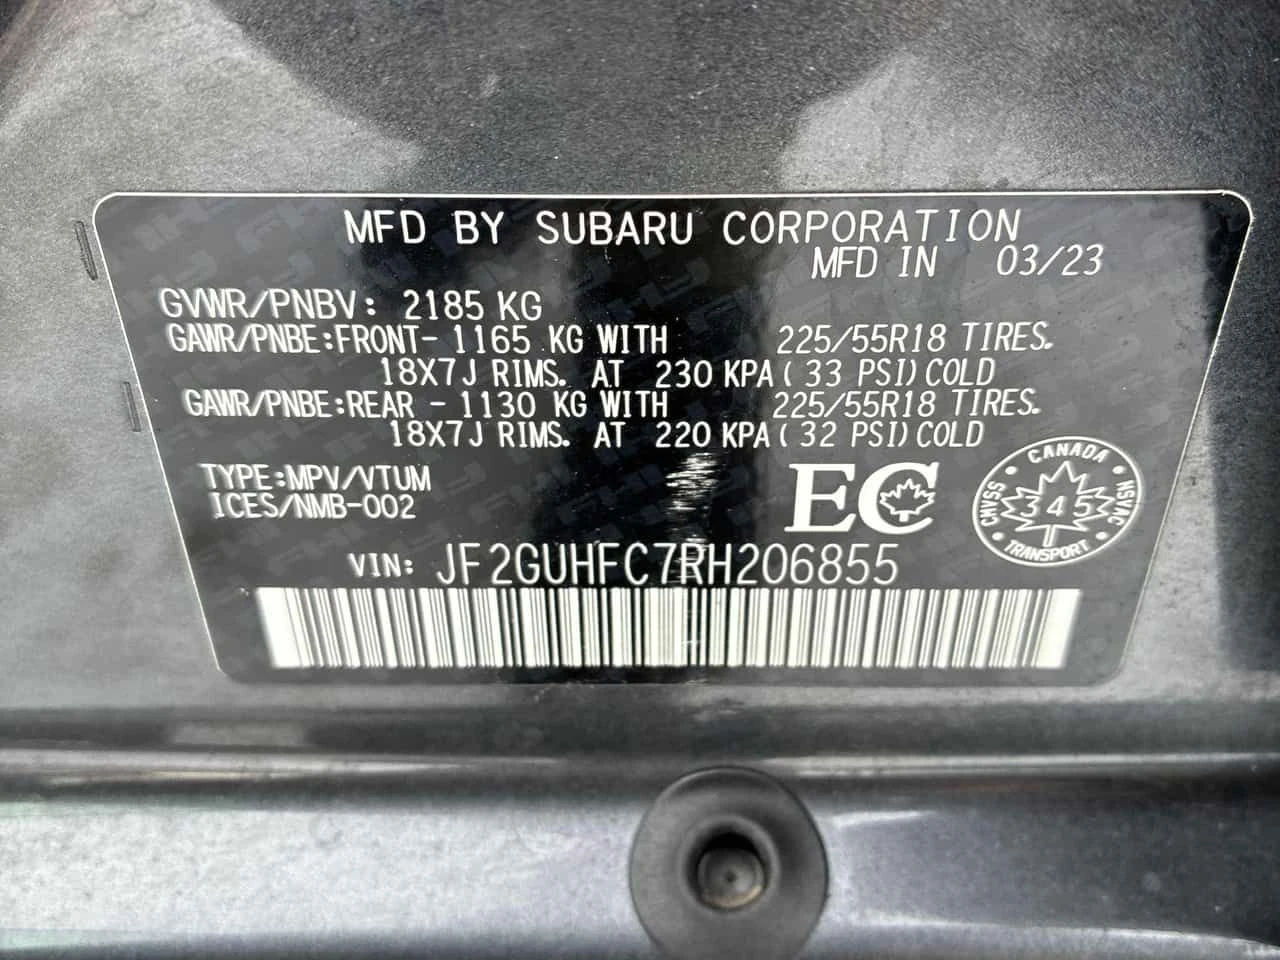 MFD BY SUBARU CORPORATION
MFD IN 03/23
GVWR/PNBV: 2185 KG
GAWR/PNBE:FRONT- 1165 KG WITH 225/55R18 TIRES.
18X7J RIMS. AT 230 KPA(33 PSI)COLD
GAWR/PNBE:REAR - 1130 KG WITH 225/55R18 TIRES.
18X7J RIMS. AT 220 KPA(32 PSI)COLD
TYPE:MPV/VTUM
ICES/NMB-002
EC
CANADA
CMVSS 345 NSVAC
TRANSPORT
VIN: JF2GUHFC7RH206855